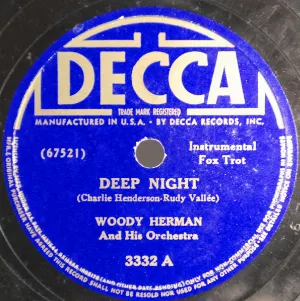 DECCA
TRADE MARK REGISTERED
MANUFACTURED IN U.S.A. - BY DECCA RECORDS, INC.
(67521)
Instrumental
Fox Trot
DEEP NIGHT
(Charlie Henderson-Rudy Vallée)
WOODY HERMAN
And His Orchestra
3332 A